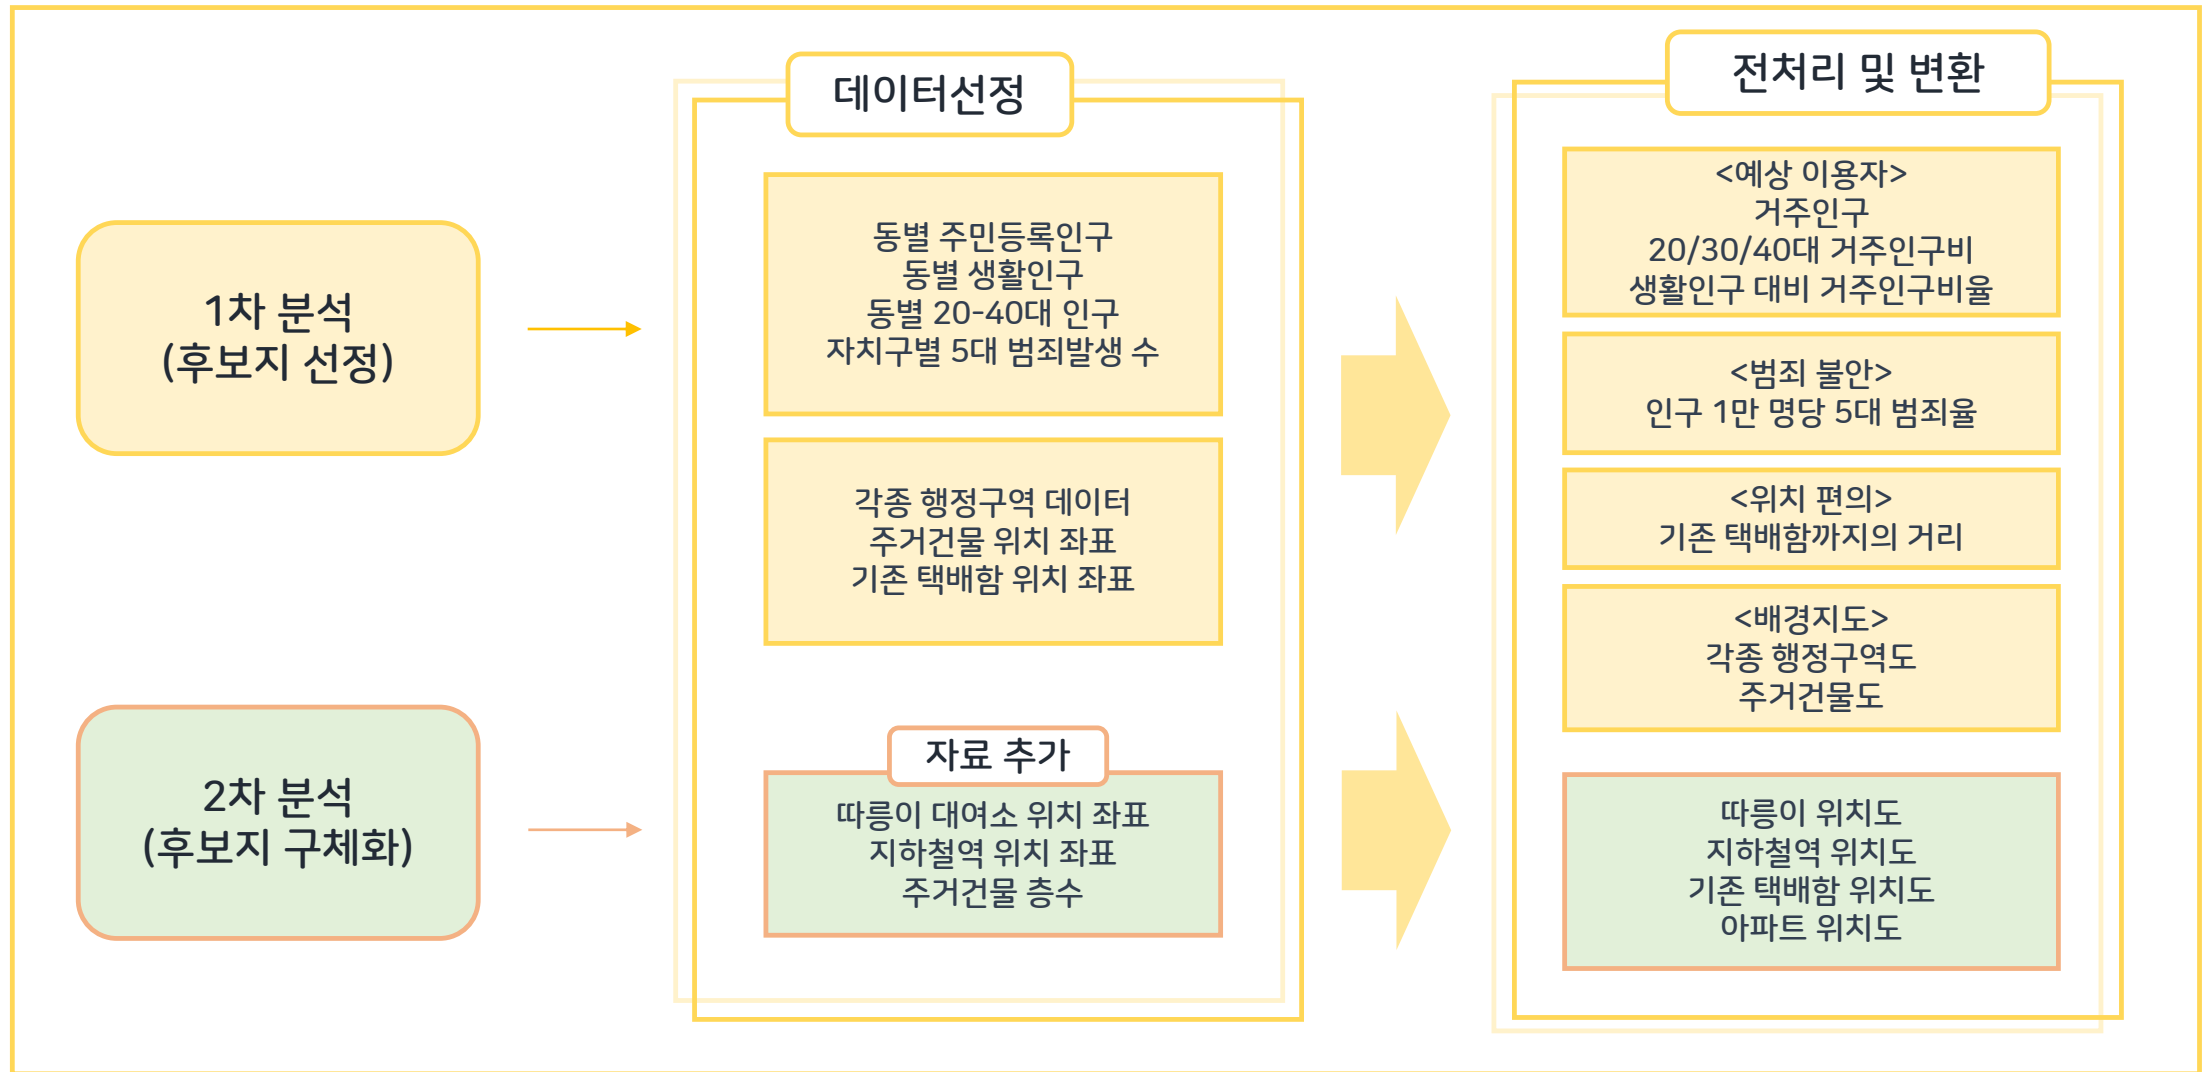 1차 분석
(후보지 선정)
2차 분석
(후보지 구체화)
데이터선정
동별 주민등록인구
동별 생활인구
동별 20-40대 인구
자치구별 5대 범죄발생 수
각종 행정구역 데이터
주거건물 위치 좌표
기존 택배함 위치 좌표
자료 추가
따릉이 대여소 위치 좌표
지하철역 위치 좌표
주거건물 층수
전처리 및 변환
<예상 이용자>
거주인구
20/30/40대 거주인구비
생활인구 대비 거주인구비율
<범죄 불안>
인구 1만 명당 5대 범죄율
<위치 편의>
기존 택배함까지의 거리
<배경지도>
각종 행정구역도
주거건물도
따릉이 위치도
지하철역 위치도
기존 택배함 위치도
아파트 위치도